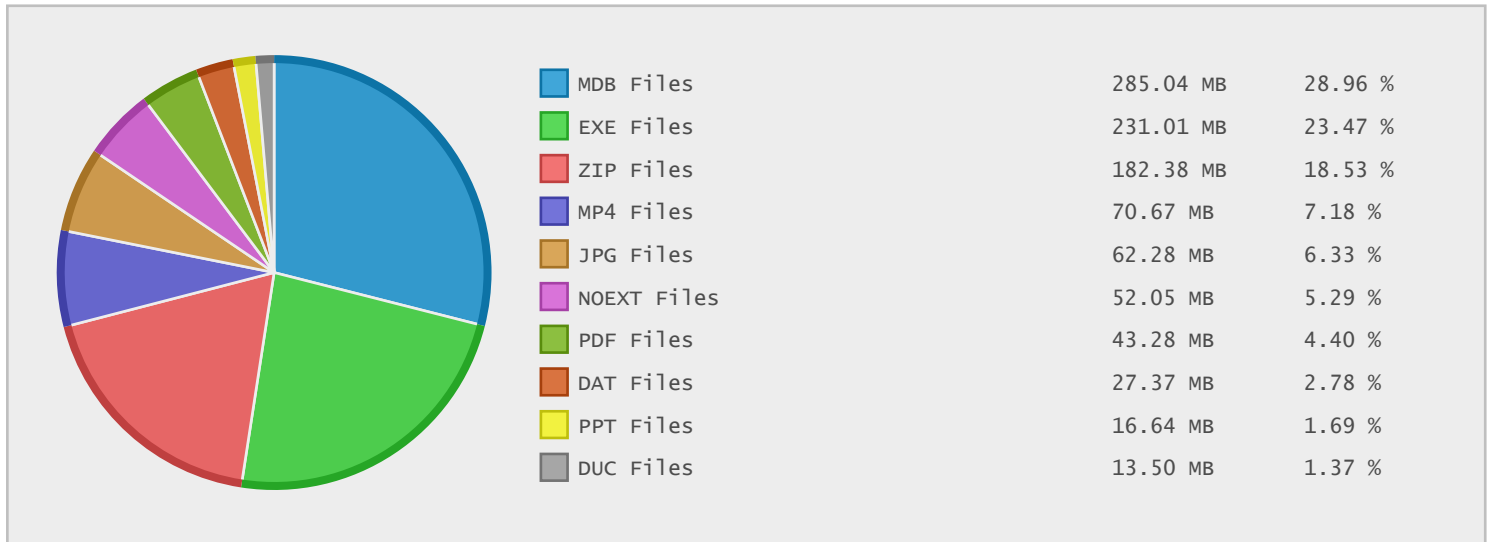 MDB Files 285.04 MB 28.96 %
EXE Files 231.01 MB 23.47 %
ZIP Files 182.38 MB 18.53 %
MP4 Files 70.67 MB 7.18 %
JPG Files 62.28 MB 6.33 %
NOEXT Files 52.05 MB 5.29 %
PDF Files 43.28 MB 4.40 %
DAT Files 27.37 MB 2.78 %
PPT Files 16.64 MB 1.69 %
DUC Files 13.50 MB 1.37 %